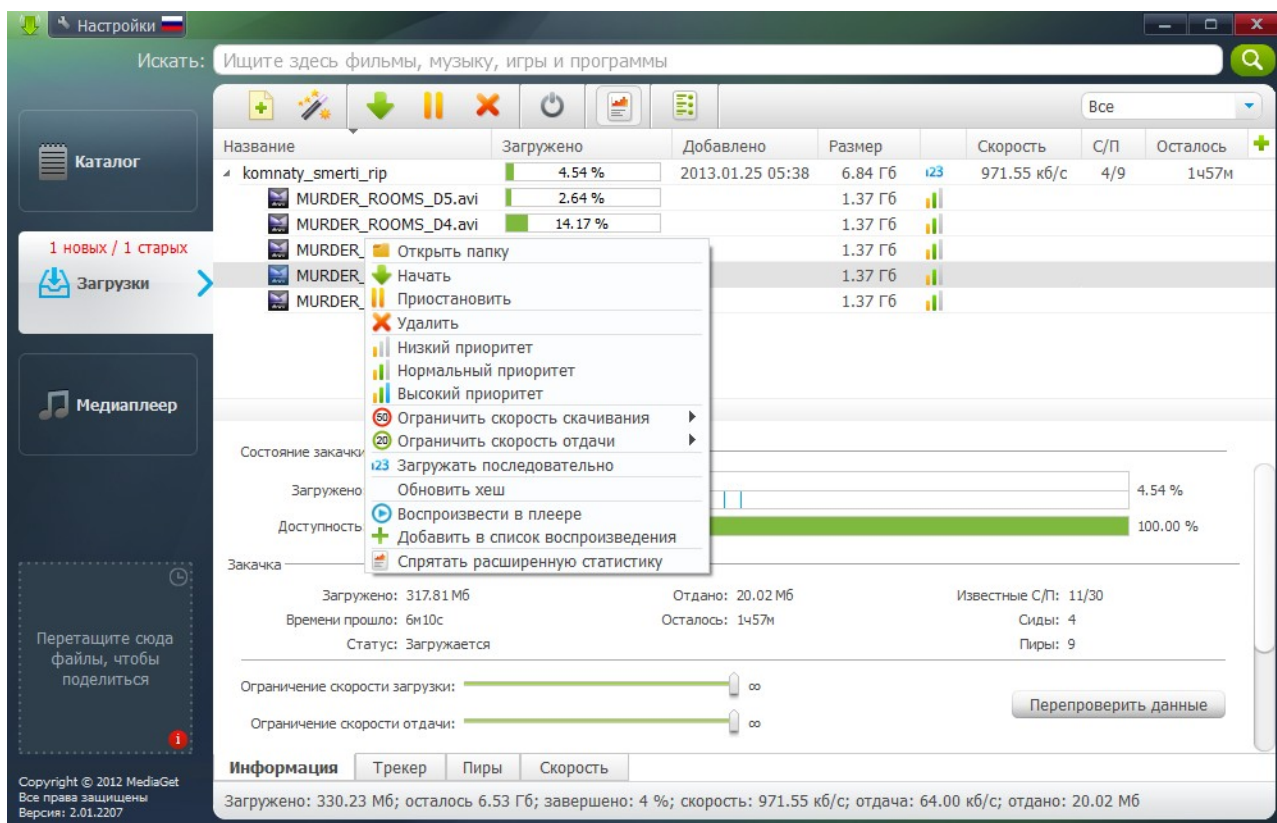 Настройки
Искать: Ищите здесь фильмы, музыку, игры и программы
Каталог
1 новых / 1 старых
Загрузки
Медиаплеер
Перетащите сюда
файлы, чтобы
поделиться
Copyright © 2012 MediaGet
Все права защищены
Версия: 2.01.2207
Все
Название Загружено Добавлено Размер Скорость С/П Осталось
komnaty_smerti_rip 4.54 % 2013.01.25 05:38 6.84 Гб 123 971.55 кб/с 4/9 1ч57м
MURDER_ROOMS_D5.avi 2.64 % 1.37 Гб
MURDER_ROOMS_D4.avi 14.17 % 1.37 Гб
MURDER_ 1.37 Гб
MURDER_ 1.37 Гб
MURDER_ 1.37 Гб
Открыть папку
Начать
Приостановить
Удалить
Низкий приоритет
Нормальный приоритет
Высокий приоритет
50 Ограничить скорость скачивания
20 Ограничить скорость отдачи
123 Загружать последовательно
Обновить хеш
Воспроизвести в плеере
Добавить в список воспроизведения
Спрятать расширенную статистику
Состояние закачки
Загружено 4.54 %
Доступность 100.00 %
Закачка
Загружено: 317.81 Мб Отдано: 20.02 Мб Известные С/П: 11/30
Времени прошло: 6м10с Осталось: 1ч57м Сиды: 4
Статус: Загружается Пиры: 9
Ограничение скорости загрузки: ∞
Ограничение скорости отдачи: ∞
Перепроверить данные
Информация Трекер Пиры Скорость
Загружено: 330.23 Мб; осталось 6.53 Гб; завершено: 4 %; скорость: 971.55 кб/с; отдача: 64.00 кб/с; отдано: 20.02 Мб